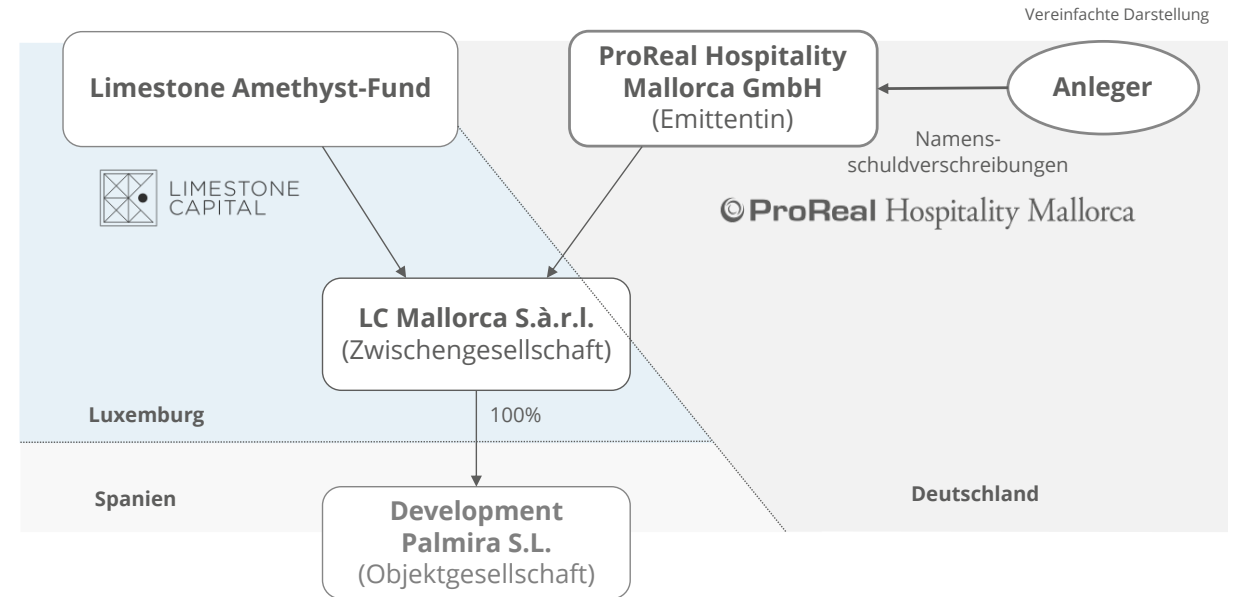 Vereinfachte Darstellung
Limestone Amethyst-Fund
ProReal Hospitality
Mallorca GmbH
(Emittentin)
Anleger
Namens-
schuldverschreibungen
LIMESTONE
CAPITAL
ProReal Hospitality Mallorca
LC Mallorca S.à.r.l.
(Zwischengesellschaft)
Luxemburg
100%
Spanien
Deutschland
Development
Palmira S.L.
(Objektgesellschaft)